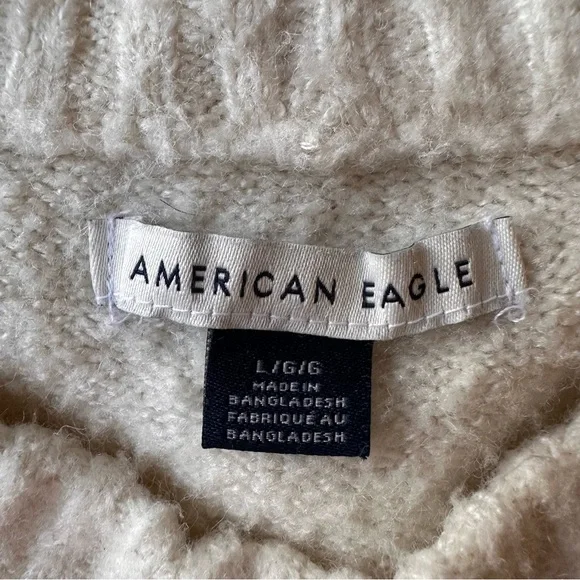 AMERICAN EAGLE
L/G/G
MADE IN
BANGLADESH
FABRIQUÉ AU
BANGLADESH